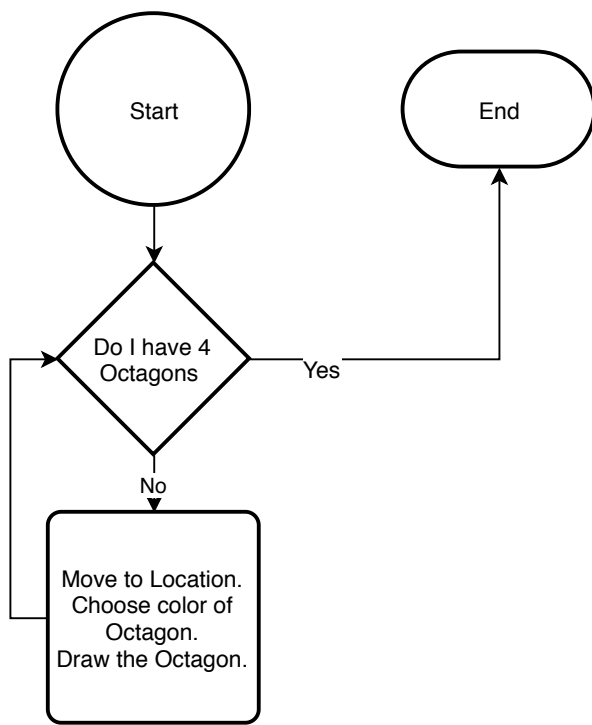 Start
End
Do I have 4
Octagons
Yes
No
Move to Location.
Choose color of
Octagon.
Draw the Octagon.